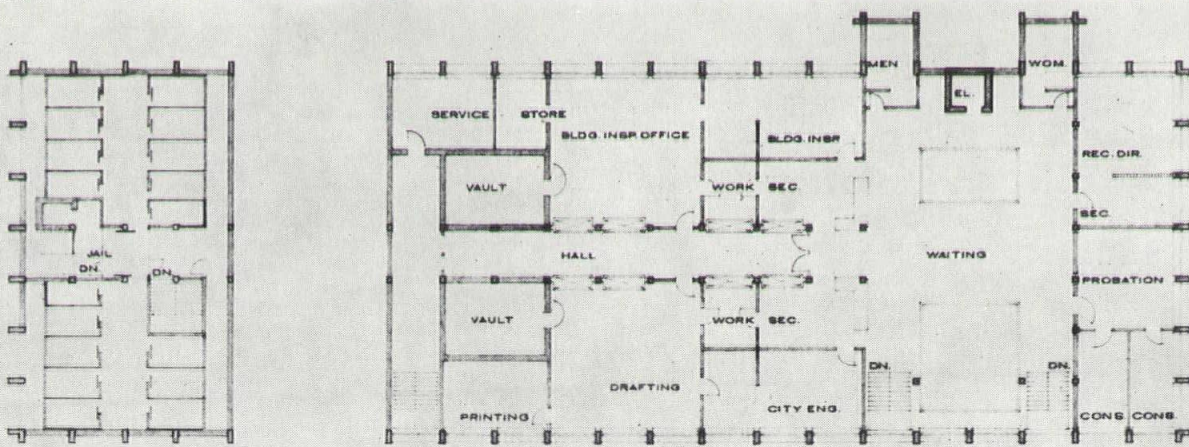 MEN
WOM.
EL.
SERVICE
STORE
BLDG. INSP. OFFICE
BLDG. INSP.
REC. DIR.
VAULT
WORK
SEC.
SEC.
JAIL
DN.
DN.
HALL
WAITING
PROBATION
VAULT
WORK
SEC.
DN.
DN.
DRAFTING
PRINTING
CITY ENG.
CONS.
CONS.